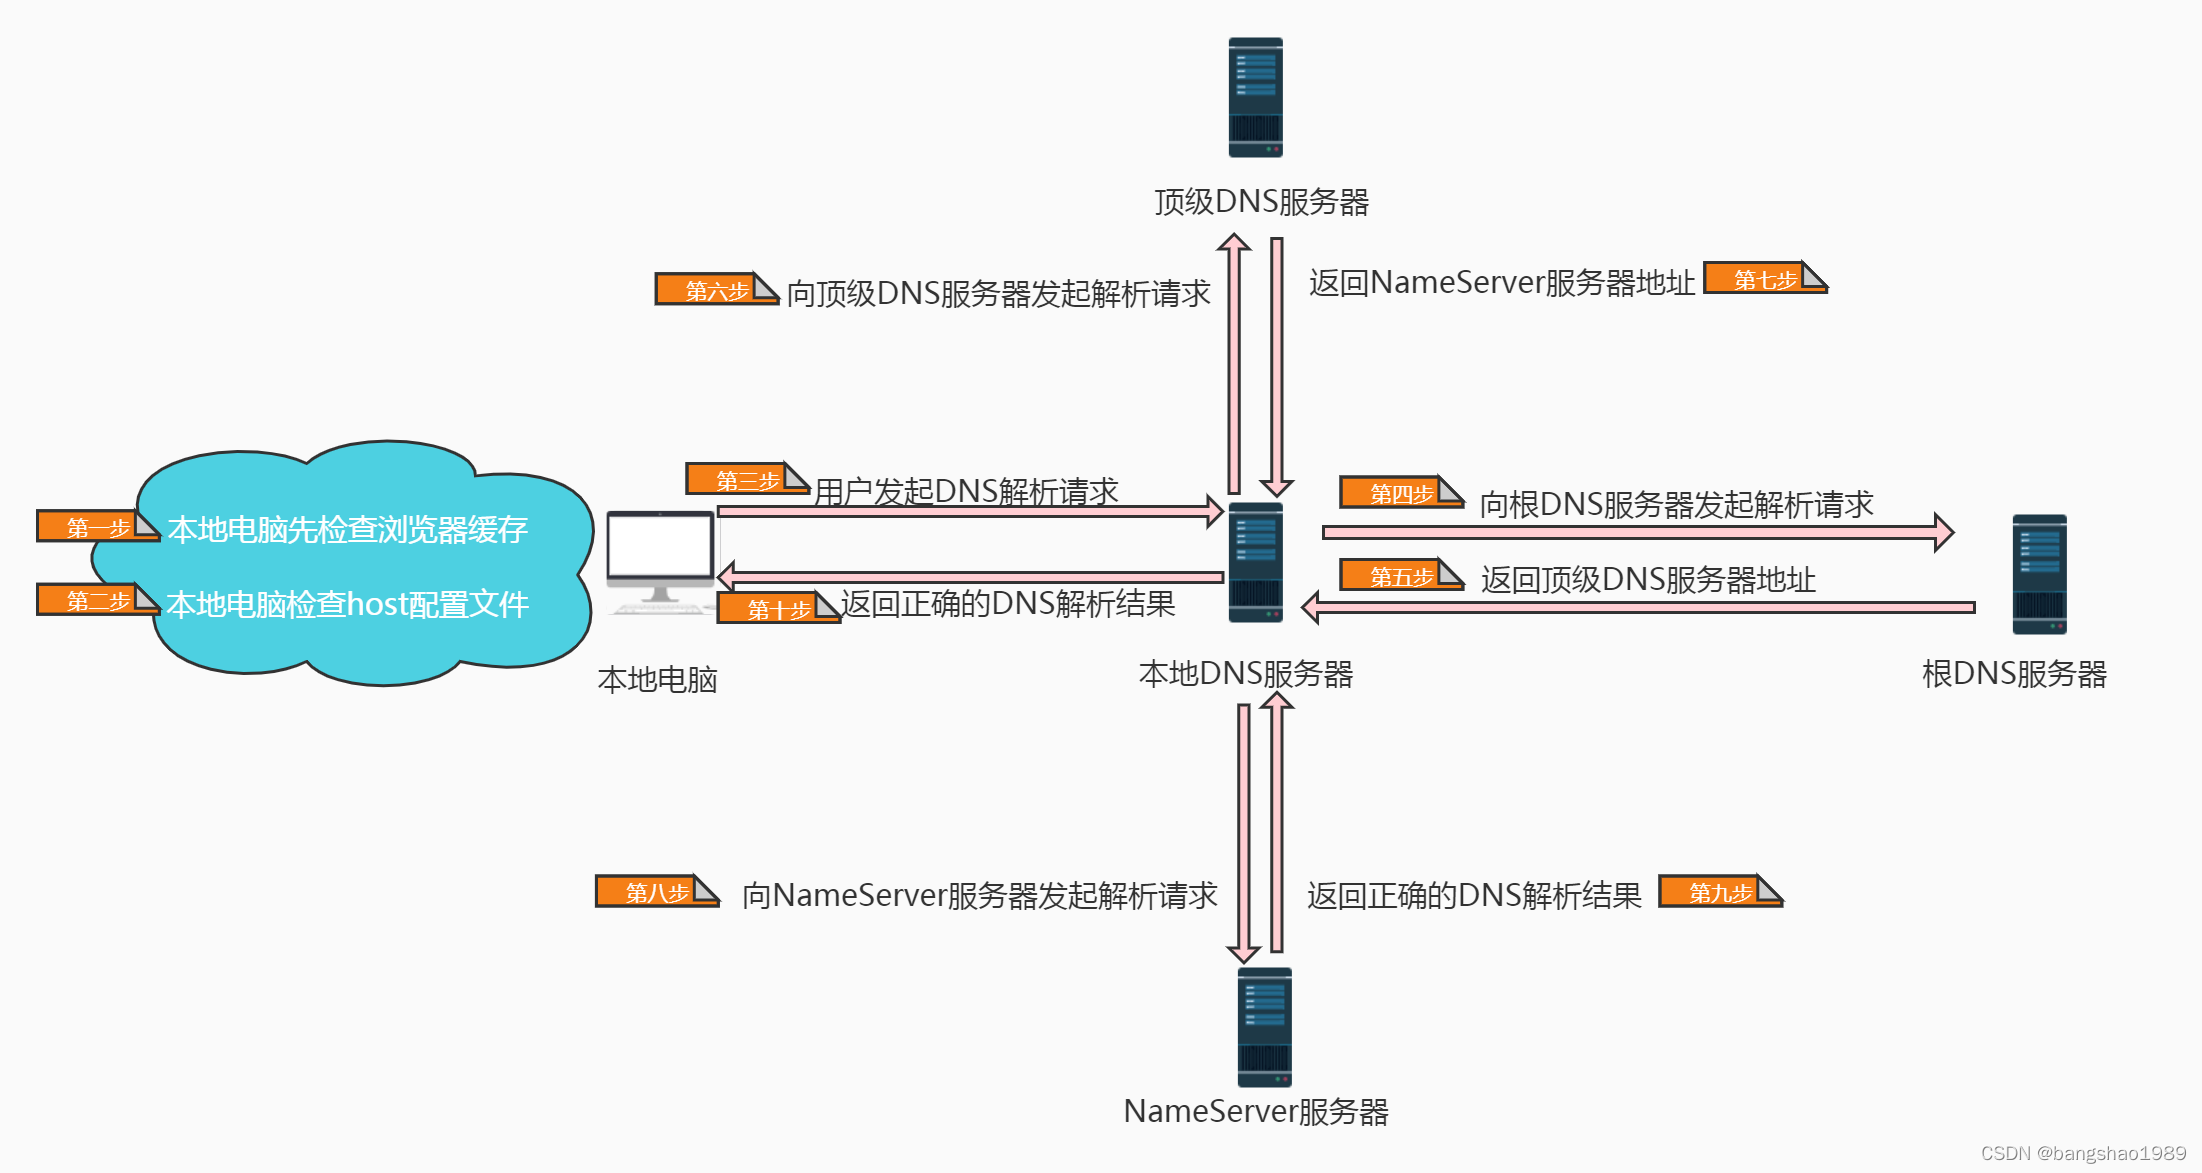 顶级DNS服务器
第六步 向顶级DNS服务器发起解析请求
返回NameServer服务器地址 第七步
第三步 用户发起DNS解析请求
第四步 向根DNS服务器发起解析请求
第一步 本地电脑先检查浏览器缓存
第五步 返回顶级DNS服务器地址
第二步 本地电脑检查host配置文件
第十步 返回正确的DNS解析结果
本地电脑
本地DNS服务器
根DNS服务器
第八步 向NameServer服务器发起解析请求
返回正确的DNS解析结果 第九步
NameServer服务器
CSDN @bangshao1989